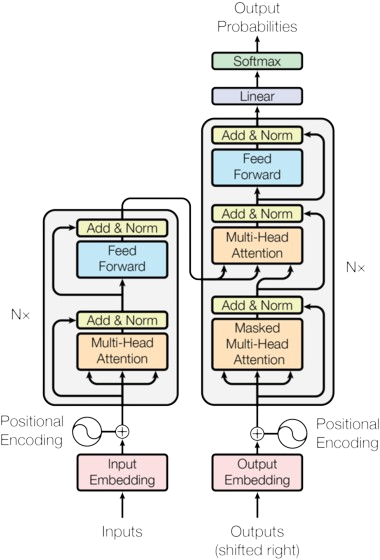 Output
Probabilities
Softmax
Linear
Add & Norm
Feed
Forward
Add & Norm
Multi-Head
Attention
Add & Norm
Masked
Multi-Head
Attention
N×
Add & Norm
Feed
Forward
N×
Add & Norm
Multi-Head
Attention
Positional
Encoding
Positional
Encoding
Input
Embedding
Output
Embedding
Inputs
Outputs
(shifted right)